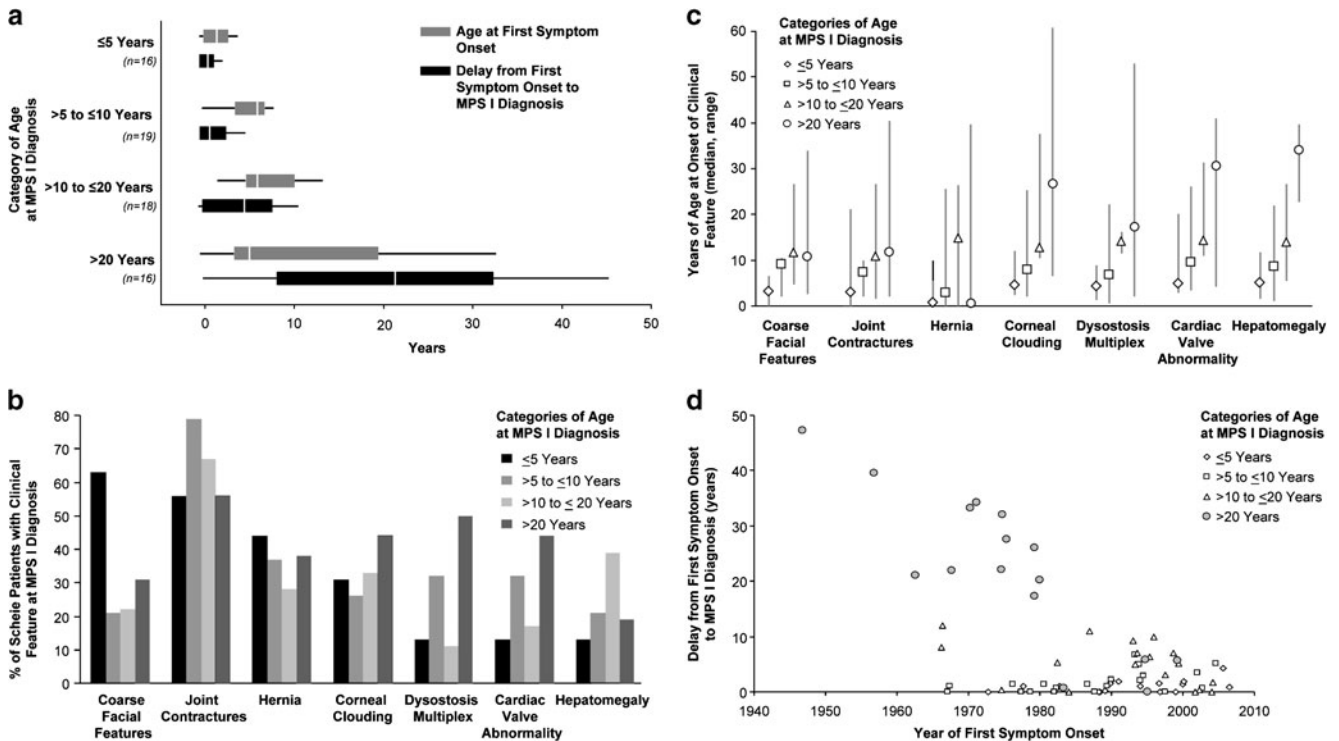 a
Category of Age
at MPS I Diagnosis
≤5 Years
(n=16)
>5 to ≤10 Years
(n=19)
>10 to ≤20 Years
(n=18)
>20 Years
(n=16)
Age at First Symptom
Onset
Delay from First
Symptom Onset to
MPS I Diagnosis
0
10
20
30
40
50
Years
c
Years of Age at Onset of Clinical
Feature (median, range)
60
50
40
30
20
10
0
Categories of Age
at MPS I Diagnosis
≤5 Years
>5 to ≤10 Years
>10 to ≤20 Years
>20 Years
Coarse
Facial
Features
Joint
Contractures
Hernia
Corneal
Clouding
Dysostosis
Multiplex
Cardiac
Valve
Abnormality
Hepatomegaly
b
% of Scheie Patients with Clinical
Feature at MPS I Diagnosis
80
70
60
50
40
30
20
10
0
Categories of Age
at MPS I Diagnosis
≤5 Years
>5 to ≤10 Years
>10 to ≤ 20 Years
>20 Years
Coarse
Facial
Features
Joint
Contractures
Hernia
Corneal
Clouding
Dysostosis
Multiplex
Cardiac
Valve
Abnormality
Hepatomegaly
d
Delay from First Symptom Onset
to MPS I Diagnosis (years)
50
40
30
20
10
0
Categories of Age
at MPS I Diagnosis
≤5 Years
>5 to ≤10 Years
>10 to ≤20 Years
>20 Years
1940
1950
1960
1970
1980
1990
2000
2010
Year of First Symptom Onset